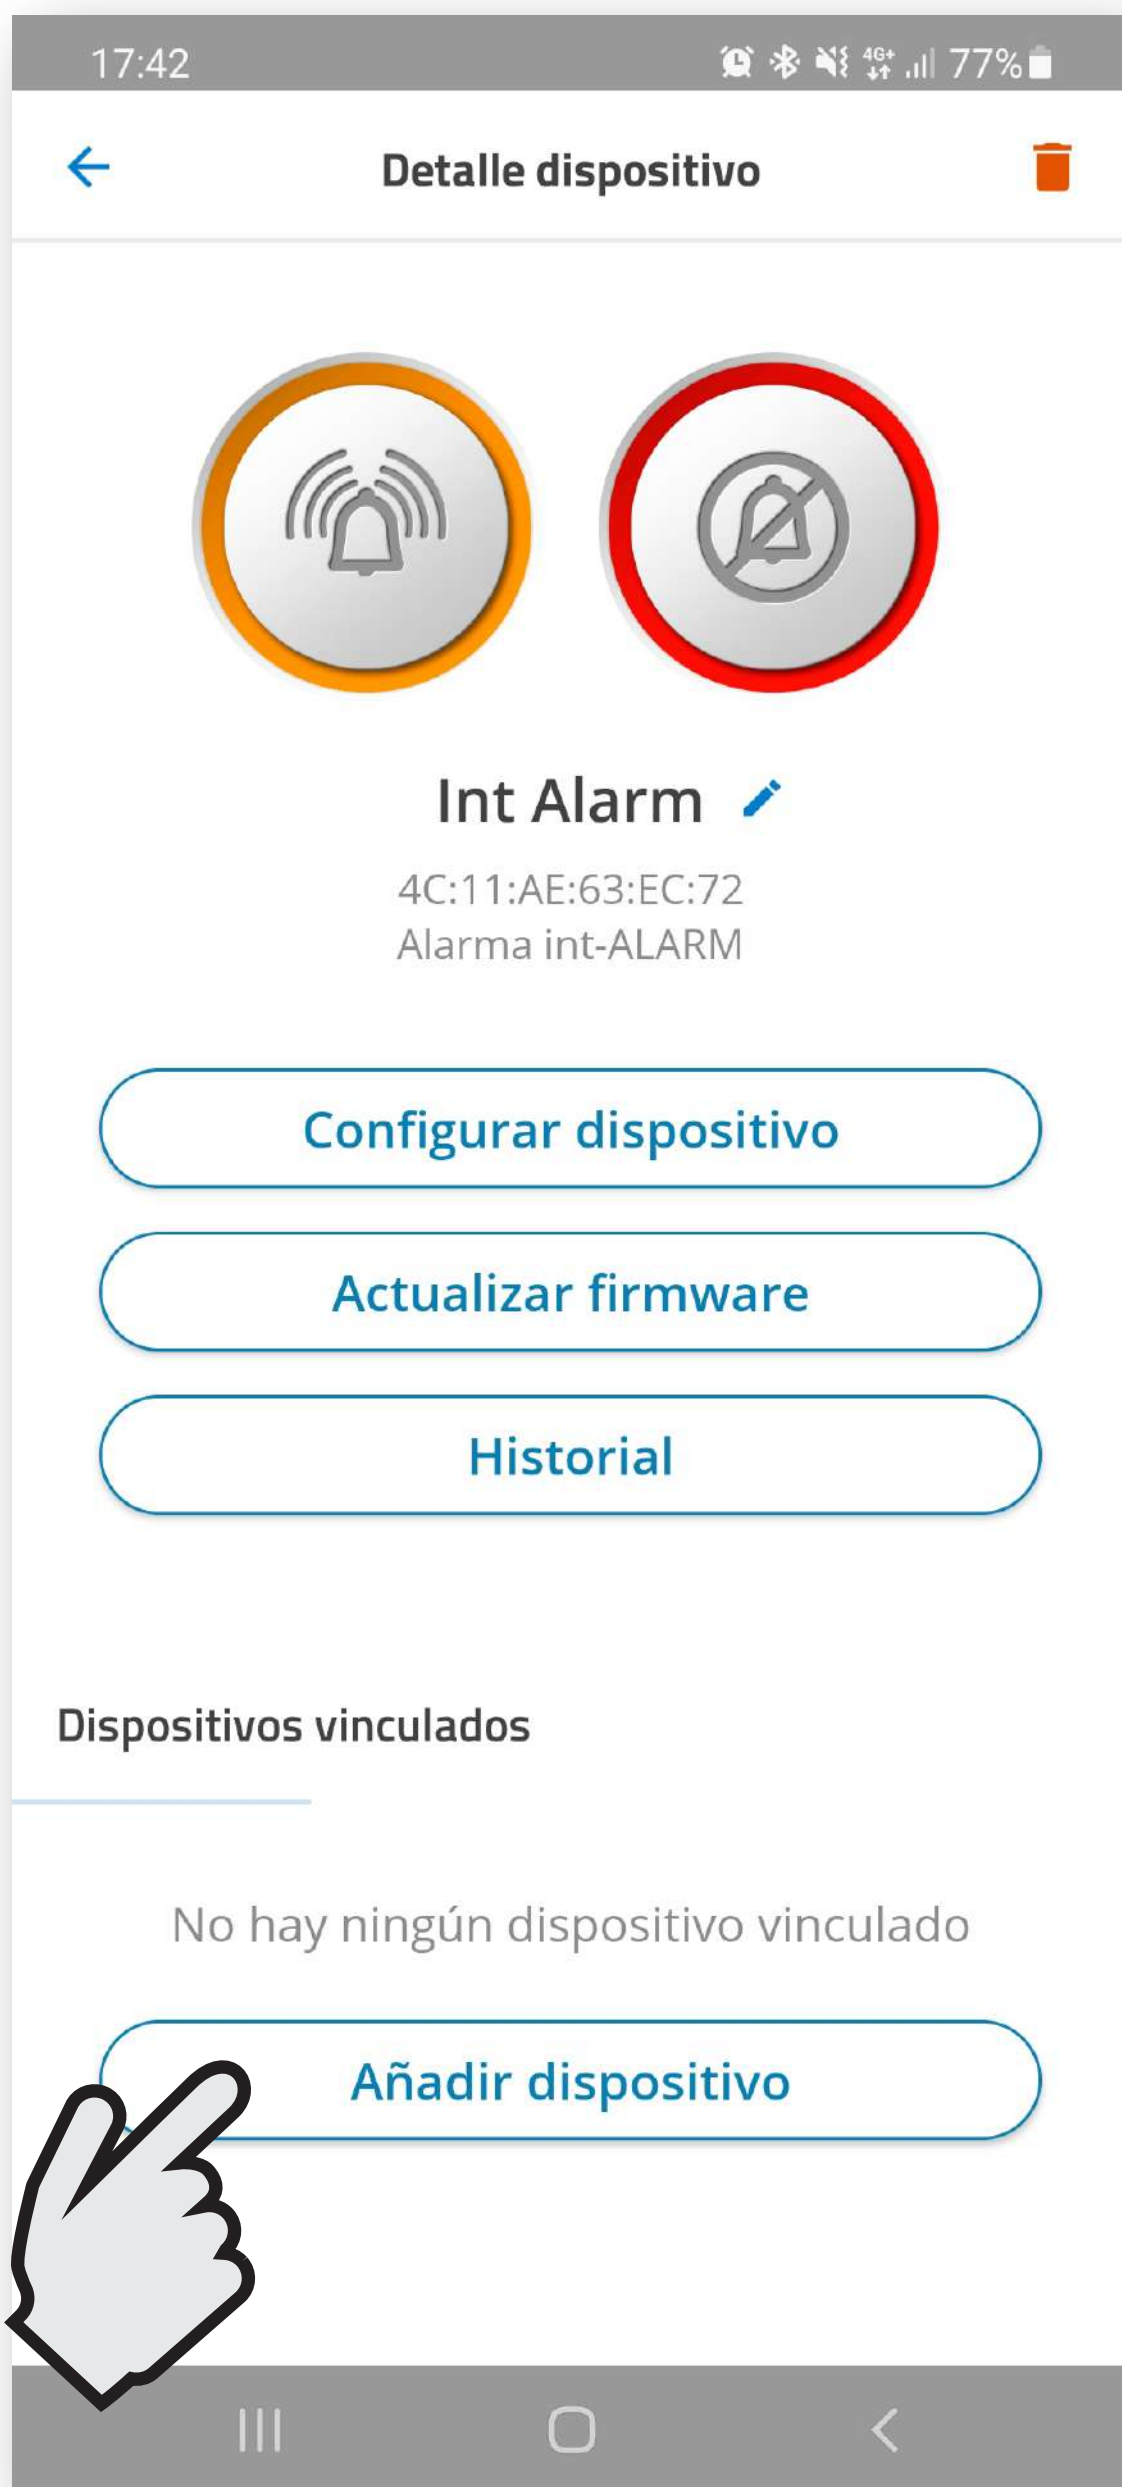 17:42
4G+ 77%
Detalle dispositivo
Int Alarm
4C:11:AE:63:EC:72
Alarma int-ALARM
Configurar dispositivo
Actualizar firmware
Historial
Dispositivos vinculados
No hay ningún dispositivo vinculado
Añadir dispositivo